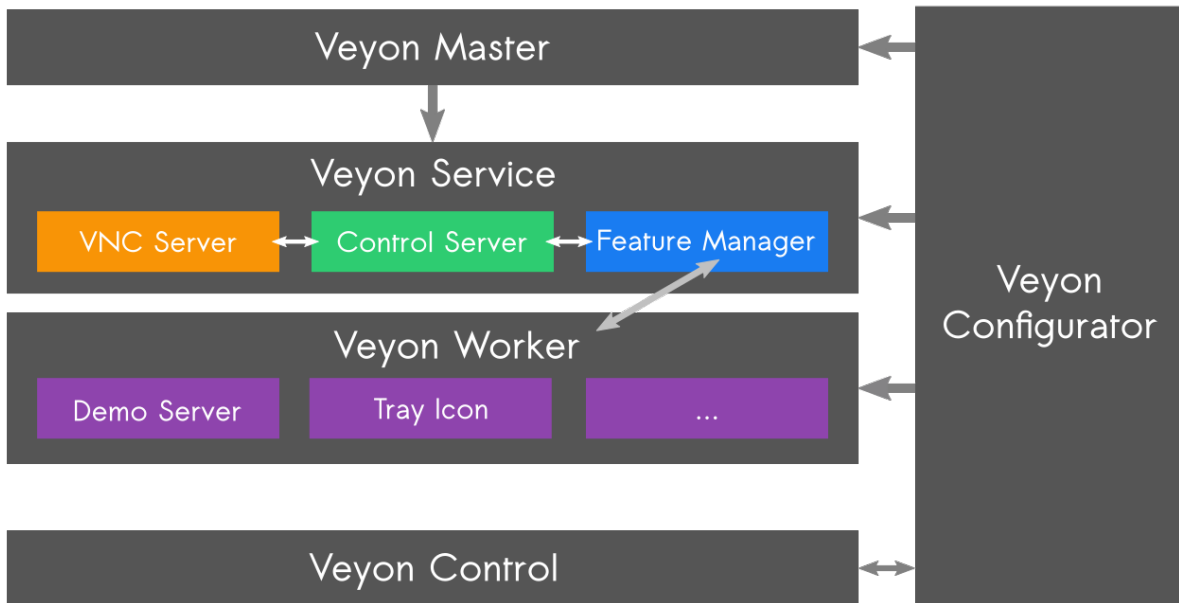 Veyon Master
Veyon Service
VNC Server
Control Server
Feature Manager
Veyon Worker
Demo Server
Tray Icon
...
Veyon Control
Veyon
Configurator